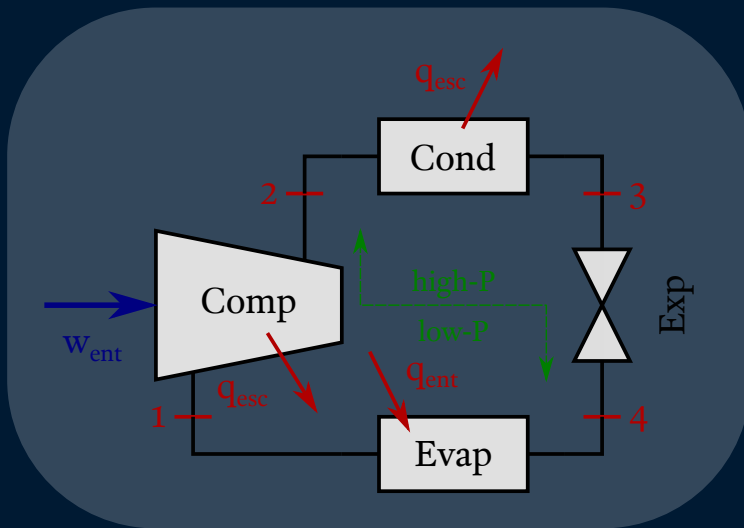 q_esc
Cond
2
3
high-P
Comp
Exp
low-P
w_ent
q_ent
q_esc
1
4
Evap